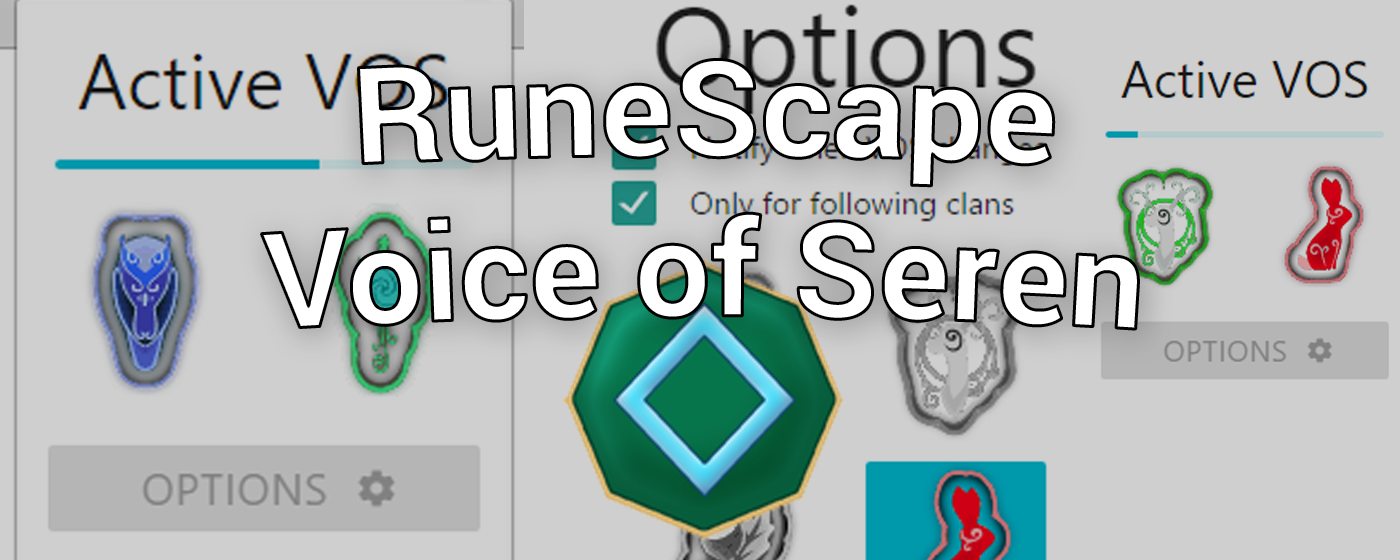 Active VOS
OPTIONS
Options
Only for following clans
RuneScape
Voice of Seren
Active VOS
OPTIONS